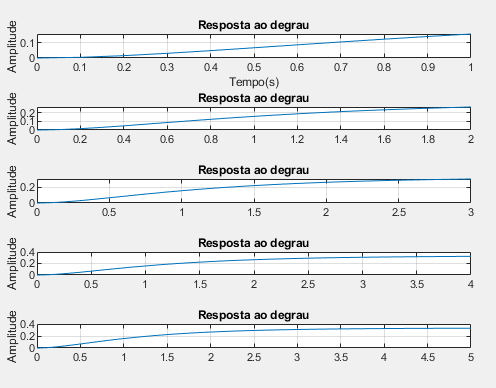 Resposta ao degrau
Amplitude
0.1
0
0 0.1 0.2 0.3 0.4 0.5 0.6 0.7 0.8 0.9 1
Tempo(s)
Resposta ao degrau
Amplitude
0.2
0.1
0
0 0.2 0.4 0.6 0.8 1 1.2 1.4 1.6 1.8 2
Resposta ao degrau
Amplitude
0.2
0
0 0.5 1 1.5 2 2.5 3
Resposta ao degrau
Amplitude
0.4
0.2
0
0 0.5 1 1.5 2 2.5 3 3.5 4
Resposta ao degrau
Amplitude
0.4
0.2
0
0 0.5 1 1.5 2 2.5 3 3.5 4 4.5 5